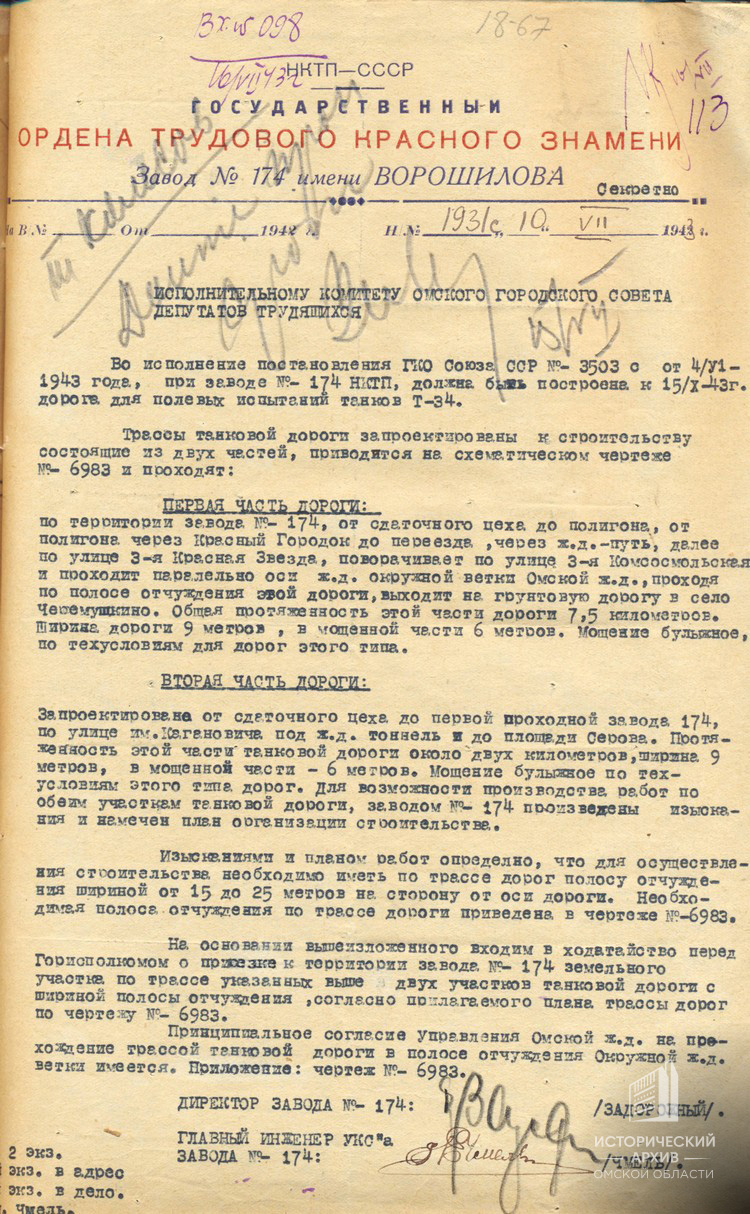 Вх. № 098
18-67
16/VII 43 г.
НКТП—СССР
113
ГОСУДАРСТВЕННЫЙ
ОРДЕНА ТРУДОВОГО КРАСНОГО ЗНАМЕНИ
Завод № 174 имени ВОРОШИЛОВА
Секретно
В № От 1942 г. Н № 1931с, 10 VII 1943 г.
ИСПОЛНИТЕЛЬНОМУ КОМИТЕТУ ОМСКОГО ГОРОДСКОГО СОВЕТА
ДЕПУТАТОВ ТРУДЯЩИХСЯ
Во исполнение постановления ГКО Союза ССР №- 3503 с от 4/У1-
1943 года, при заводе №- 174 НКТП, должна быть построена к 15/Х-43г.
дорога для полевых испытаний танков Т-34.
Трассы танковой дороги запроектированы к строительству
состоящие из двух частей, приводится на схематическом чертеже
№- 6983 и проходят:
ПЕРВАЯ ЧАСТЬ ДОРОГИ:
по территории завода №- 174, от сдаточного цеха до полигона, от
полигона через Красный Городок до переезда ,через ж.д.-путь, далее
по улице 3-я Красная Звезда, поворачивает по улице 3-я Комсосмольская
и проходит паралельно оси ж.д. окружной ветки Омской ж.д.,проходя
по полосе отчуждения этой дороги,выходит на грунтовую дорогу в село
Черемушкино. Общая протяженность этой части дороги 7,5 километров.
Ширина дороги 9 метров , в мощенной части 6 метров. Мощение булыжное,
по техусловиям для дорог этого типа.
ВТОРАЯ ЧАСТЬ ДОРОГИ:
Запроектирована от сдаточного цеха до первой проходной завода 174,
по улице им.Кагановича под ж.д. тоннель и до площади Серова. Протя-
женность этой части танковой дороги около двух километров,ширина 9
метров, в мощенной части - 6 метров. Мощение булыжное по тех-
условиям этого типа дорог. Для возможности производства работ по
обеим участкам танковой дороги, заводом №- 174 произведены изыска-
ния и намечен план организации строительства.
Изысканиями и планом работ определно, что для осуществле-
ния строительства необходимо иметь по трассе дорог полосу отчужде-
ния шириной от 15 до 25 метров на сторону от оси дороги. Необхо-
димая полоса отчуждения по трассе дороги приведена в чертеже №-6983.
На основании вышеизложенного входим в ходатайство перед
Горисполкомом о прирезке к территории завода №- 174 земельного
участка по трассе указанных выше двух участков танковой дороги с
шириной полосы отчуждения ,согласно прилагаемого плана трассы дорог
по чертежу №- 6983.
Принципиальное согласие Управления Омской ж.д. на про-
хождение трассой танковой дороги в полосе отчуждения Окружной ж.д.
ветки имеется. Приложение: чертеж №- 6983.
ДИРЕКТОР ЗАВОДА №- 174: /ЗАДОРОЖНЫЙ/.
ГЛАВНЫЙ ИНЖЕНЕР УКС"а
ЗАВОДА №- 174: /ЧМЕЛЬ/.
2 экз.
экз. в адрес
экз. в дело.
Чмель.
ИСТОРИЧЕСКИЙ
АРХИВ
ОМСКОЙ ОБЛАСТИ